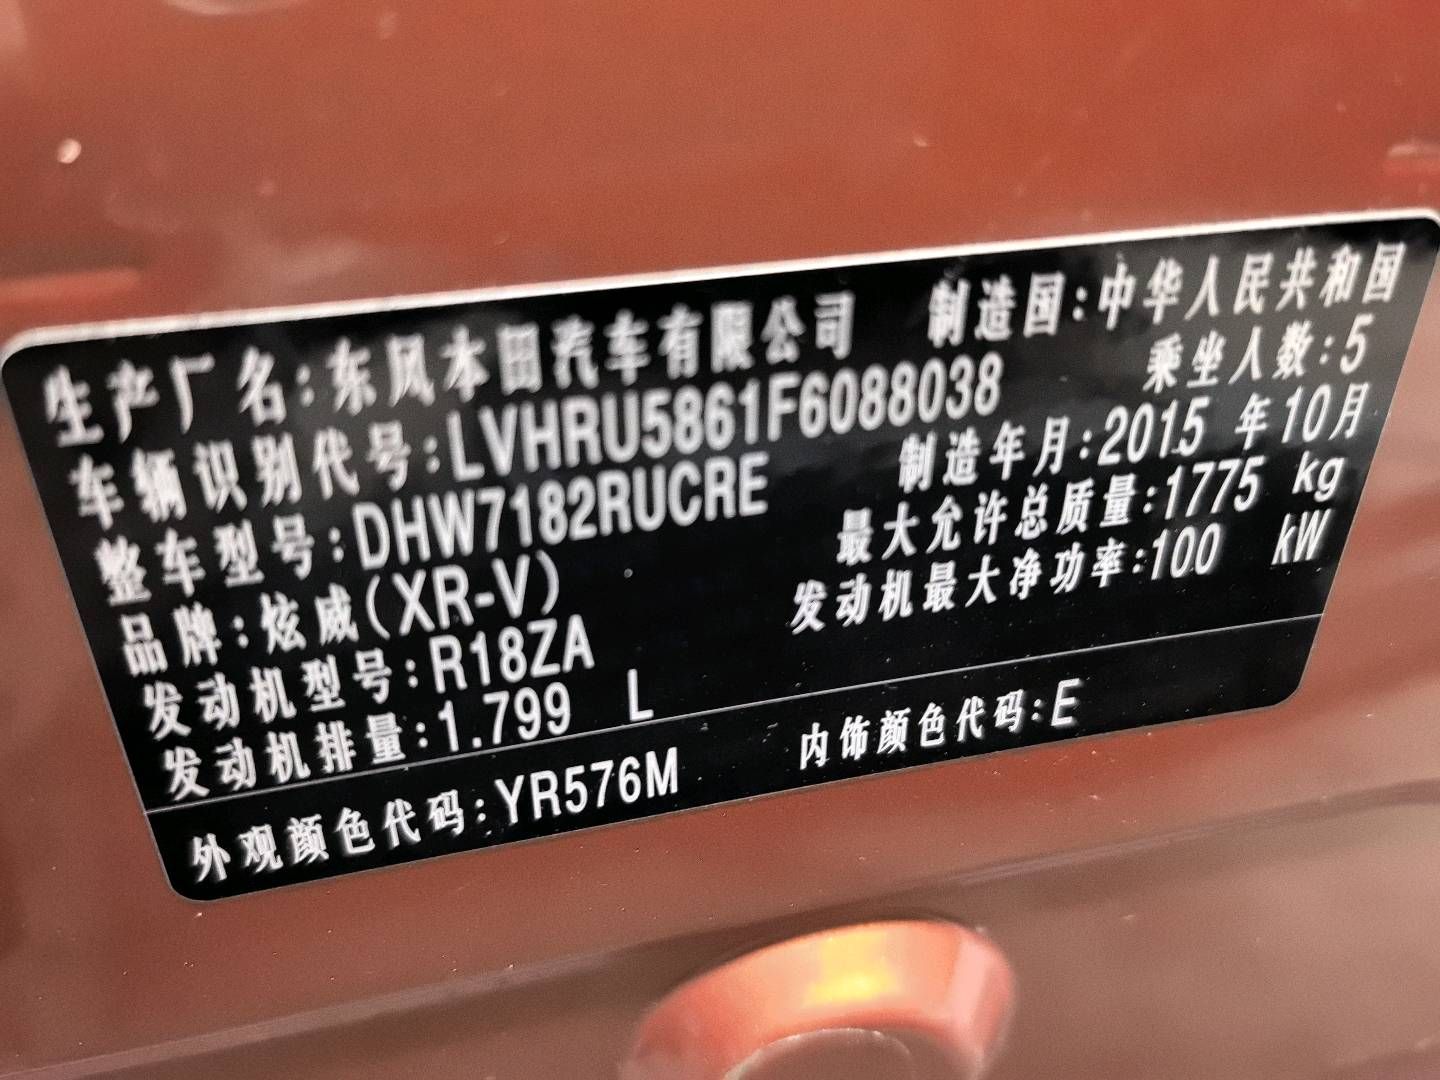 生产厂名:东风本田汽车有限公司 制造国:中华人民共和国
车辆识别代号:LVHRU5861F6088038 乘坐人数:5
整车型号:DHW7182RUCRE 制造年月:2015 年10月
品牌:炫威(XR-V) 最大允许总质量:1775 kg
发动机型号:R18ZA 发动机最大净功率:100 kW
发动机排量:1.799 L
外观颜色代码:YR576M 内饰颜色代码:E